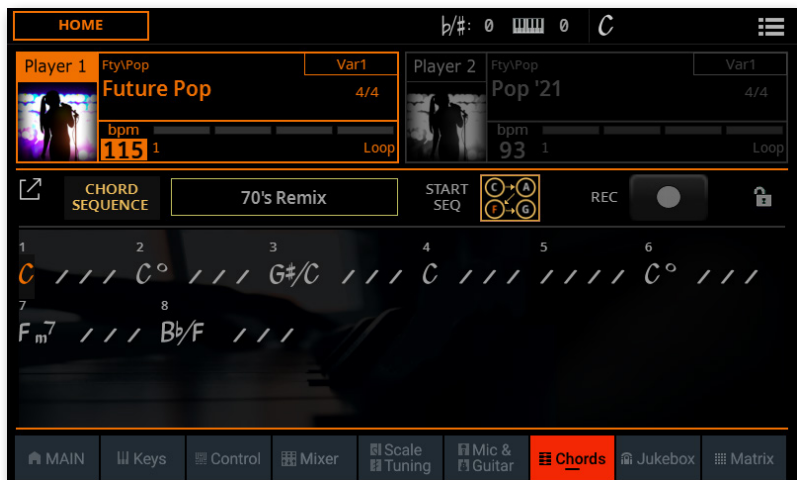 HOME ♭/#: 0 0 C
Player 1 Fty\Pop Var1
Future Pop 4/4
bpm
115 1 Loop
Player 2 Fty\Pop Var1
Pop '21 4/4
bpm
93 1 Loop
CHORD SEQUENCE
70's Remix
START SEQ
C A
F G
REC
1 2 3 4 5 6
C / / / C° / / / G#/C / / / C / / / / / / / C° / / /
7 8
Fm7 / / / B♭/F / / /
MAIN Keys Control Mixer Scale Tuning Mic & Guitar Chords Jukebox Matrix